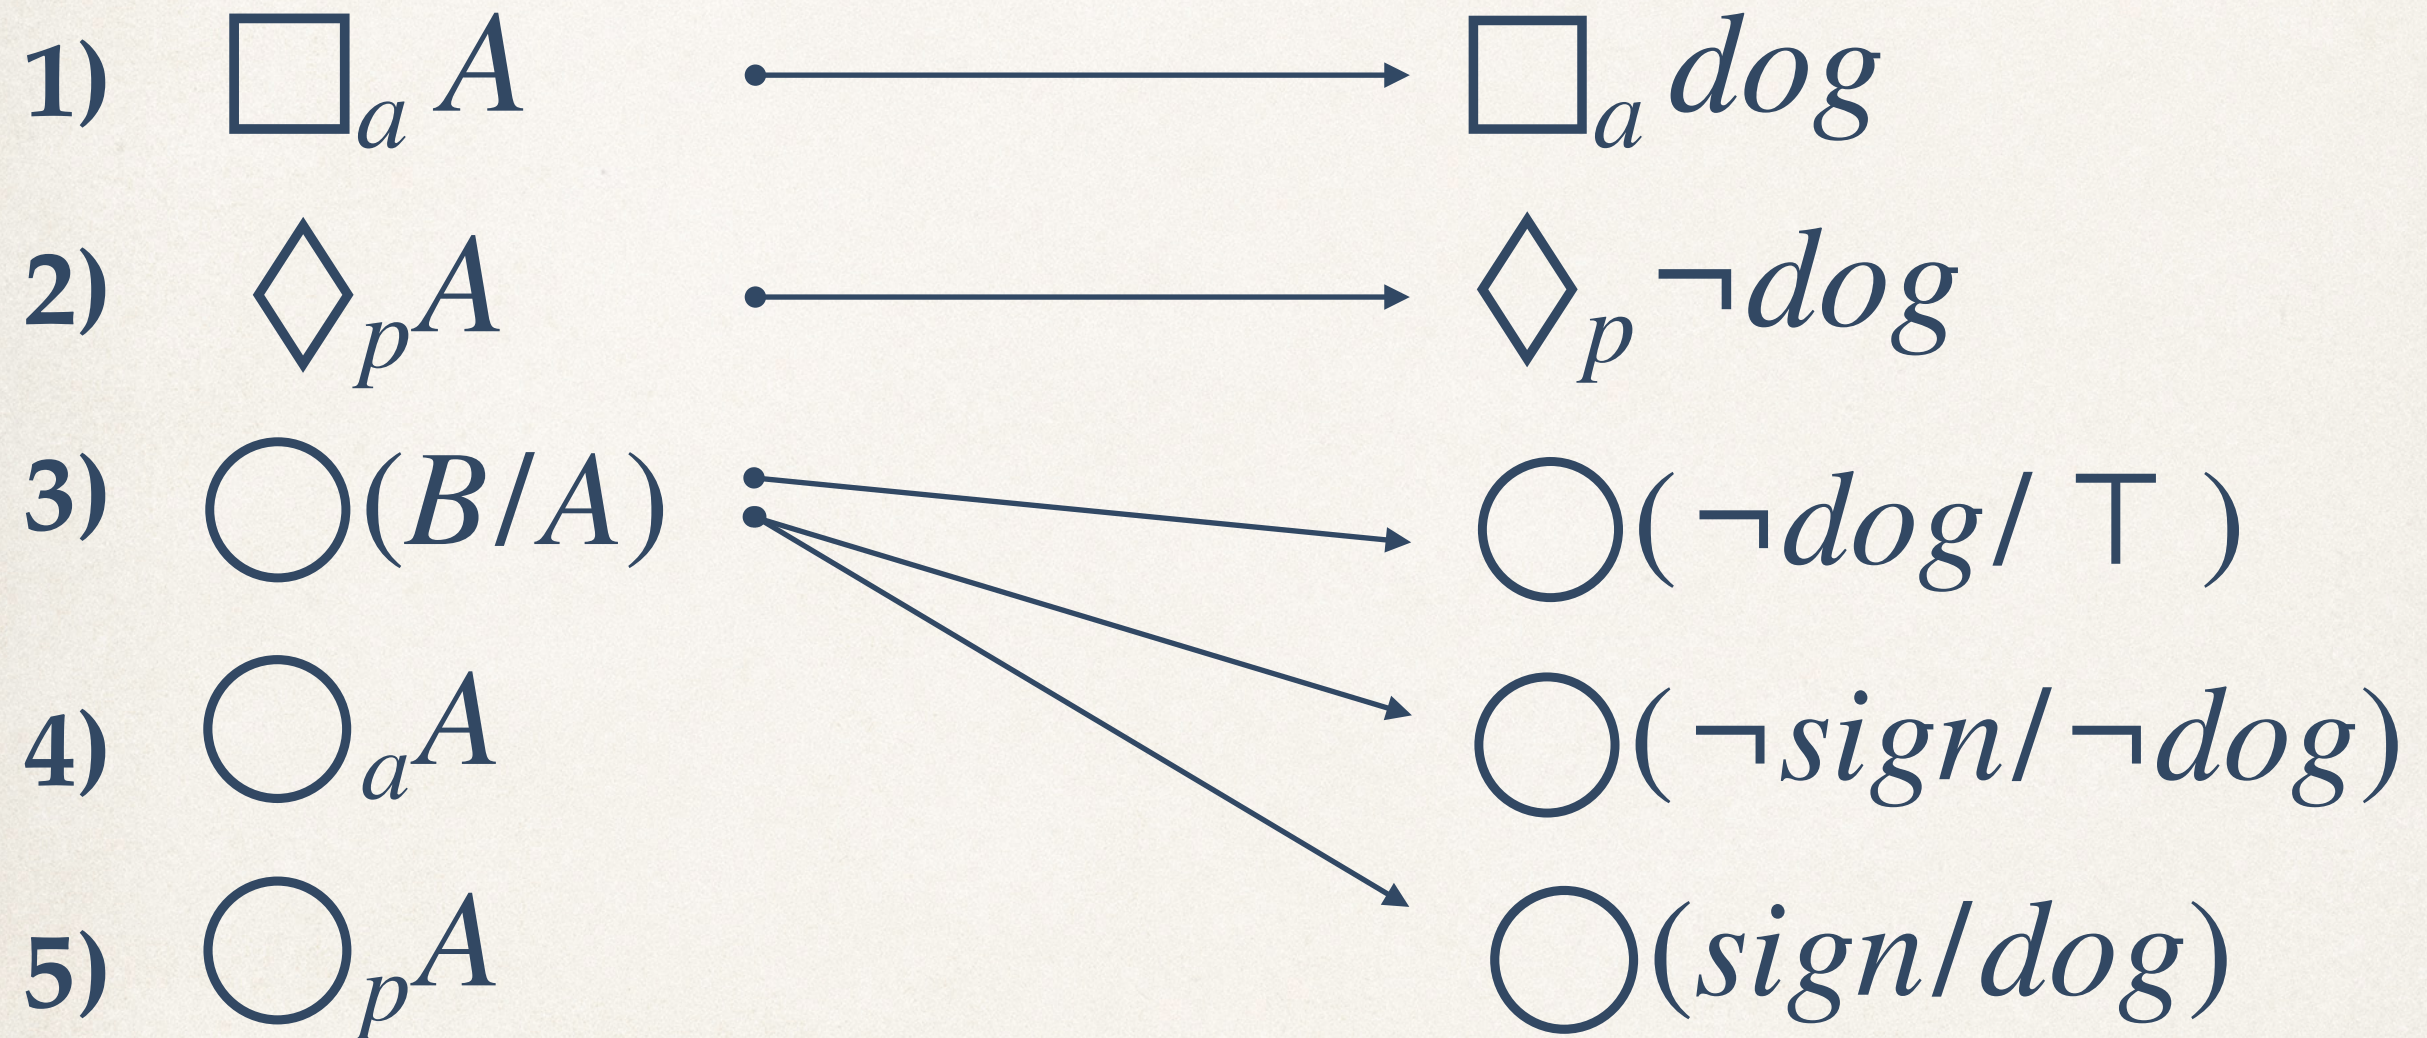 1) □ₐ A □ₐ dog
2) ◊ₚA ◊ₚ¬dog
3) ◯(B/A) ◯(¬dog/ ⊤ )
4) ◯ₐA ◯(¬sign/¬dog)
5) ◯ₚA ◯(sign/dog)